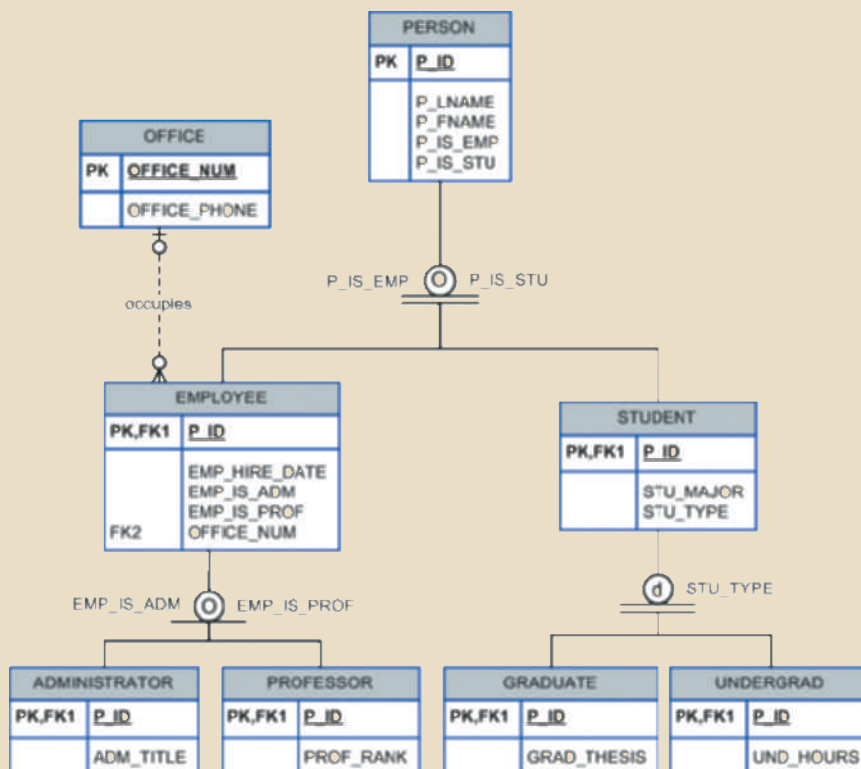 PERSON
PK P_ID
P_LNAME
P_FNAME
P_IS_EMP
P_IS_STU
OFFICE
PK OFFICE_NUM
OFFICE_PHONE
P_IS_EMP O P_IS_STU
occupies
EMPLOYEE
PK,FK1 P_ID
EMP_HIRE_DATE
EMP_IS_ADM
EMP_IS_PROF
FK2 OFFICE_NUM
STUDENT
PK,FK1 P_ID
STU_MAJOR
STU_TYPE
EMP_IS_ADM O EMP_IS_PROF
d STU_TYPE
ADMINISTRATOR
PK,FK1 P_ID
ADM_TITLE
PROFESSOR
PK,FK1 P_ID
PROF_RANK
GRADUATE
PK,FK1 P_ID
GRAD_THESIS
UNDERGRAD
PK,FK1 P_ID
UND_HOURS